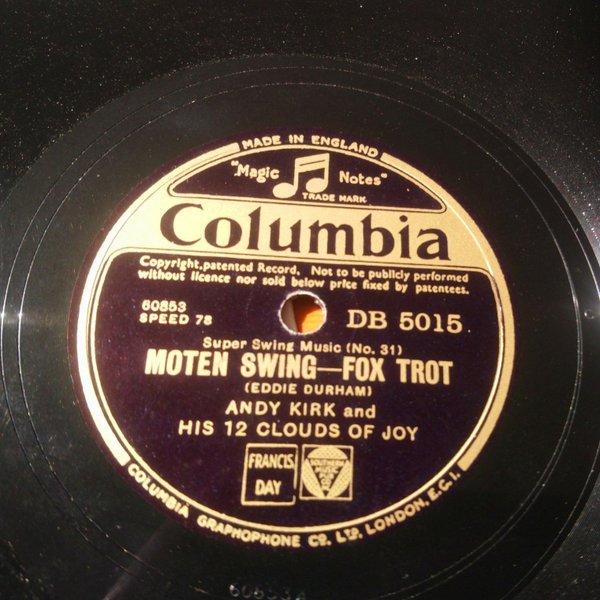 MADE IN ENGLAND
"Magic Notes"
TRADE MARK
Columbia
Copyright, patented Record, Not to be publicly performed
without licence nor sold below price fixed by patentees.
60853
SPEED 78
DB 5015
Super Swing Music (No. 31)
MOTEN SWING—FOX TROT
(EDDIE DURHAM)
ANDY KIRK and
HIS 12 CLOUDS OF JOY
FRANCIS
DAY
SOUTHERN
MUSIC
COLUMBIA GRAPHOPHONE CO. LTD. LONDON, E.C.1.